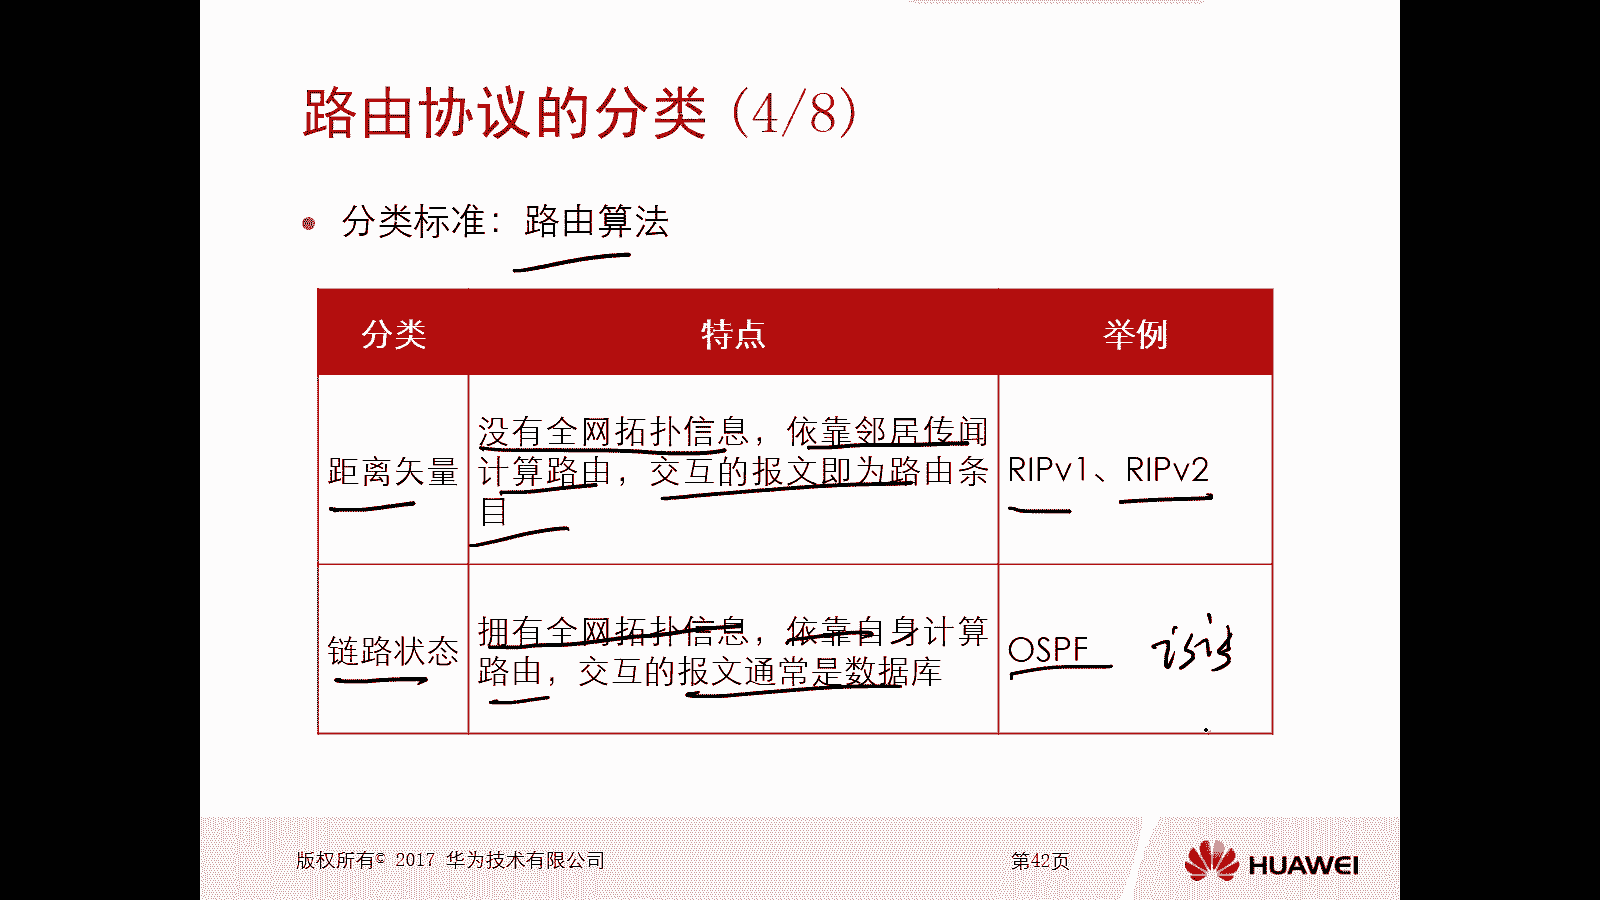 路由协议的分类 (4/8)
分类标准：路由算法
分类
特点
举例
距离矢量
没有全网拓扑信息，依靠邻居传闻
计算路由，交互的报文即为路由条
目
RIPv1、RIPv2
链路状态
拥有全网拓扑信息，依靠自身计算
路由，交互的报文通常是数据库
OSPF isis
版权所有© 2017 华为技术有限公司
第42页
HUAWEI